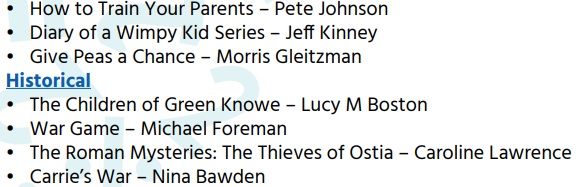 • How to Train Your Parents – Pete Johnson
• Diary of a Wimpy Kid Series – Jeff Kinney
• Give Peas a Chance – Morris Gleitzman
Historical
• The Children of Green Knowe – Lucy M Boston
• War Game – Michael Foreman
• The Roman Mysteries: The Thieves of Ostia – Caroline Lawrence
• Carrie’s War – Nina Bawden